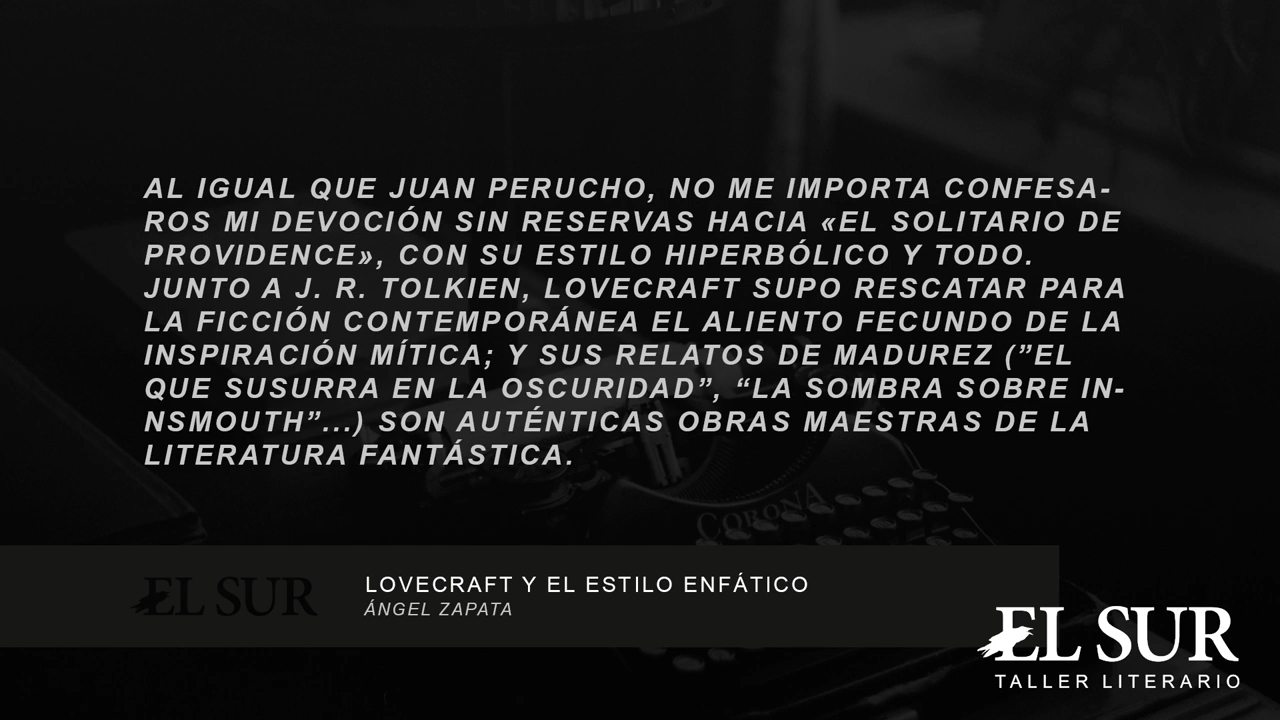 AL IGUAL QUE JUAN PERUCHO, NO ME IMPORTA CONFESA-
ROS MI DEVOCIÓN SIN RESERVAS HACIA «EL SOLITARIO DE
PROVIDENCE», CON SU ESTILO HIPERBÓLICO Y TODO.
JUNTO A J. R. TOLKIEN, LOVECRAFT SUPO RESCATAR PARA
LA FICCIÓN CONTEMPORÁNEA EL ALIENTO FECUNDO DE LA
INSPIRACIÓN MÍTICA; Y SUS RELATOS DE MADUREZ (”EL
QUE SUSURRA EN LA OSCURIDAD”, “LA SOMBRA SOBRE IN-
NSMOUTH”...) SON AUTÉNTICAS OBRAS MAESTRAS DE LA
LITERATURA FANTÁSTICA.
CORONA
EL SUR
LOVECRAFT Y EL ESTILO ENFÁTICO
ÁNGEL ZAPATA
EL SUR
TALLER LITERARIO